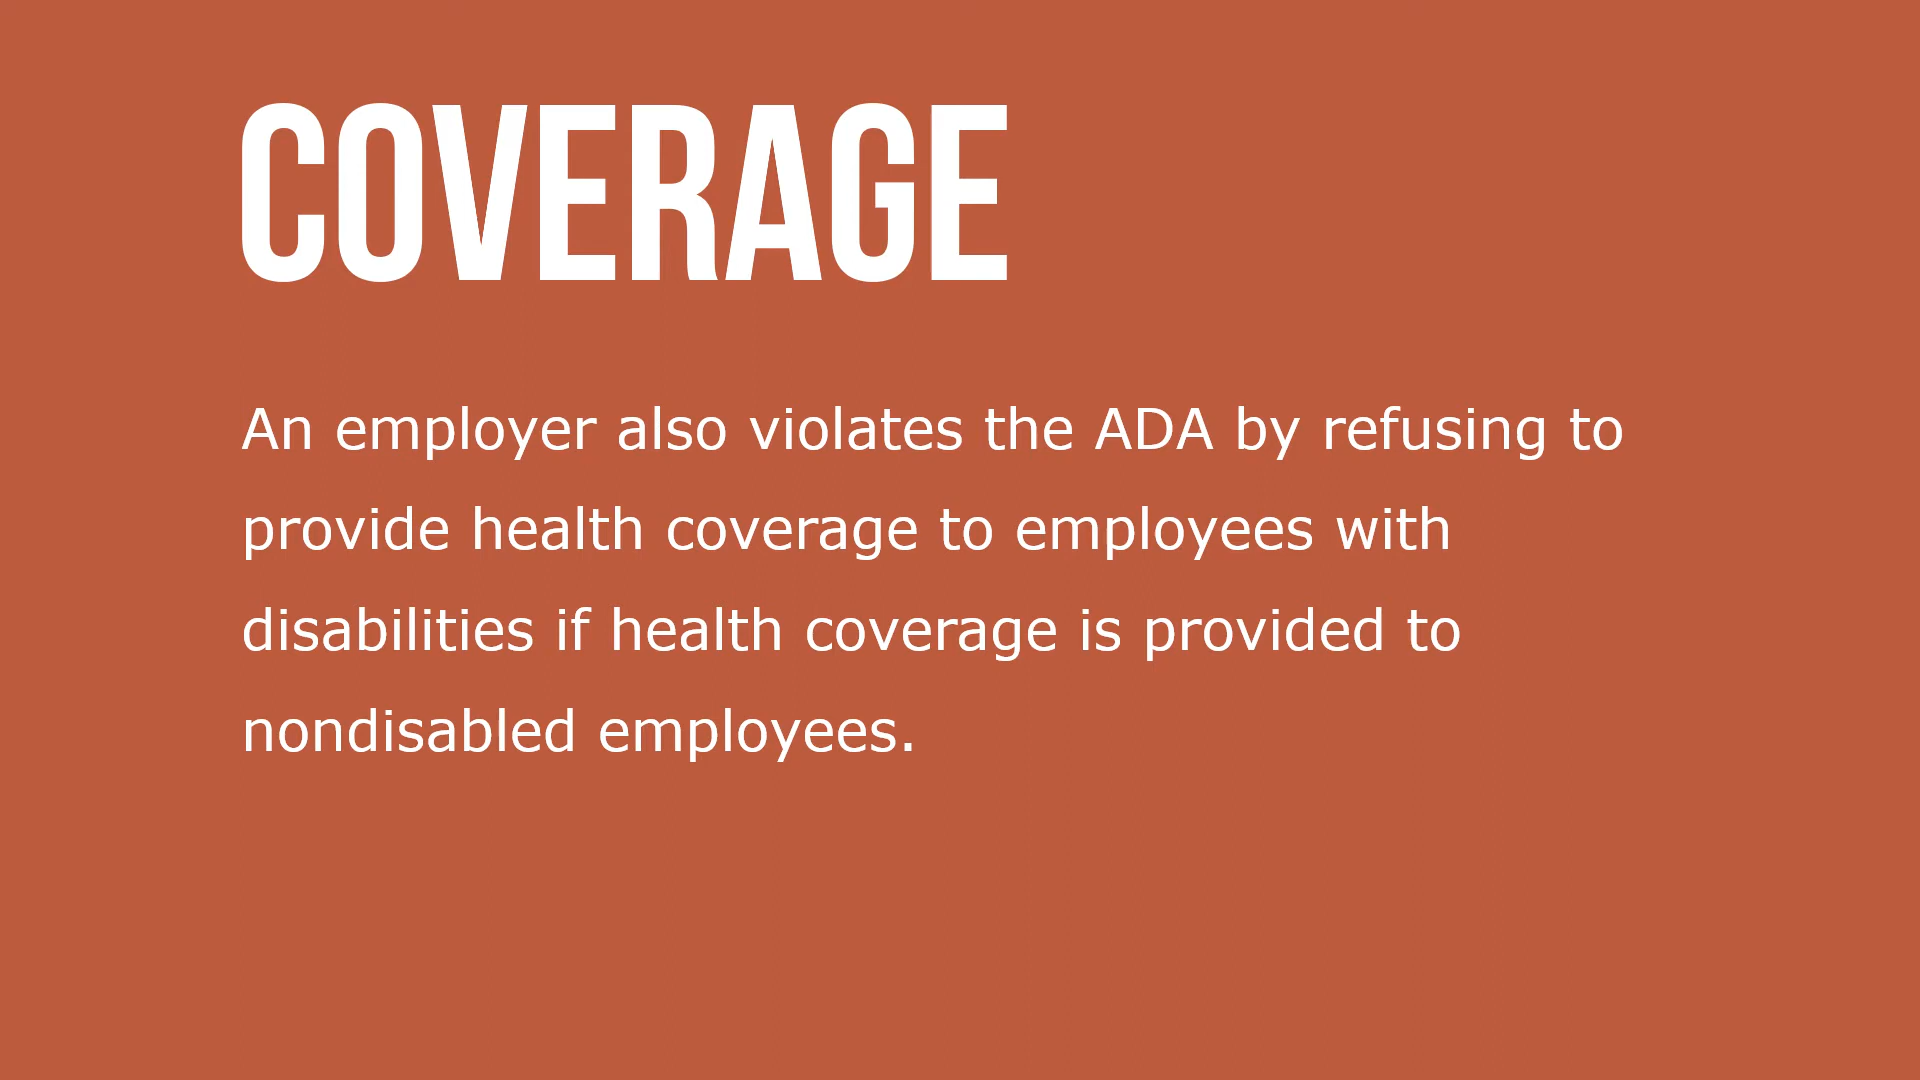 COVERAGE
An employer also violates the ADA by refusing to
provide health coverage to employees with
disabilities if health coverage is provided to
nondisabled employees.